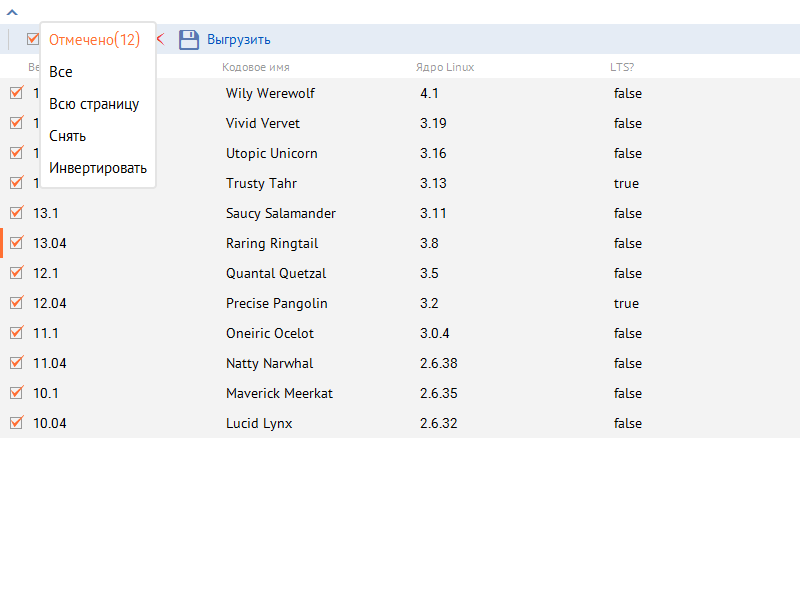 Отмечено(12) Выгрузить
Все
Всю страницу
Снять
Инвертировать
Ве Кодовое имя Ядро Linux LTS?
1 Wily Werewolf 4.1 false
1 Vivid Vervet 3.19 false
1 Utopic Unicorn 3.16 false
1 Trusty Tahr 3.13 true
13.1 Saucy Salamander 3.11 false
13.04 Raring Ringtail 3.8 false
12.1 Quantal Quetzal 3.5 false
12.04 Precise Pangolin 3.2 true
11.1 Oneiric Ocelot 3.0.4 false
11.04 Natty Narwhal 2.6.38 false
10.1 Maverick Meerkat 2.6.35 false
10.04 Lucid Lynx 2.6.32 false